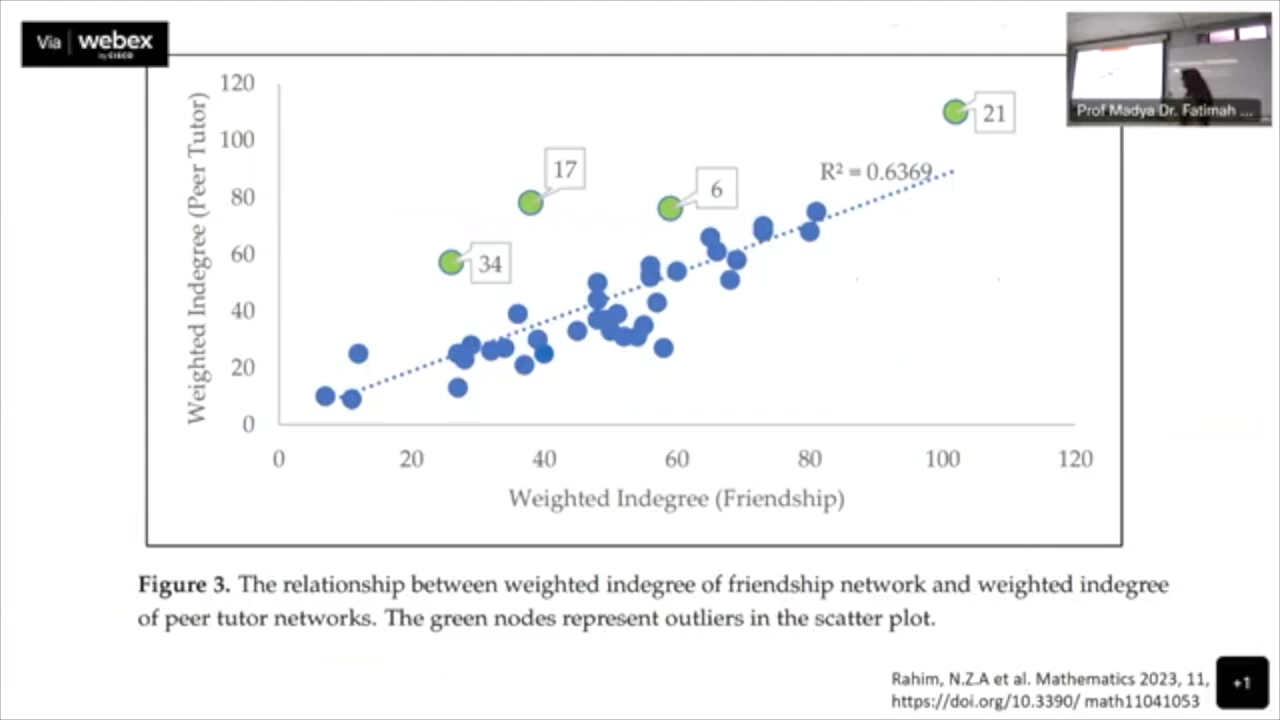 Via webex
by CISCO
Prof Madya Dr. Fatimah ...
Weighted Indegree (Peer Tutor)
120
100
80
60
40
20
0
17
34
6
21
R² = 0.6369
0 20 40 60 80 100 120
Weighted Indegree (Friendship)
Figure 3. The relationship between weighted indegree of friendship network and weighted indegree
of peer tutor networks. The green nodes represent outliers in the scatter plot.
Rahim, N.Z.A et al. Mathematics 2023, 11,
https://doi.org/10.3390/ math11041053
+1